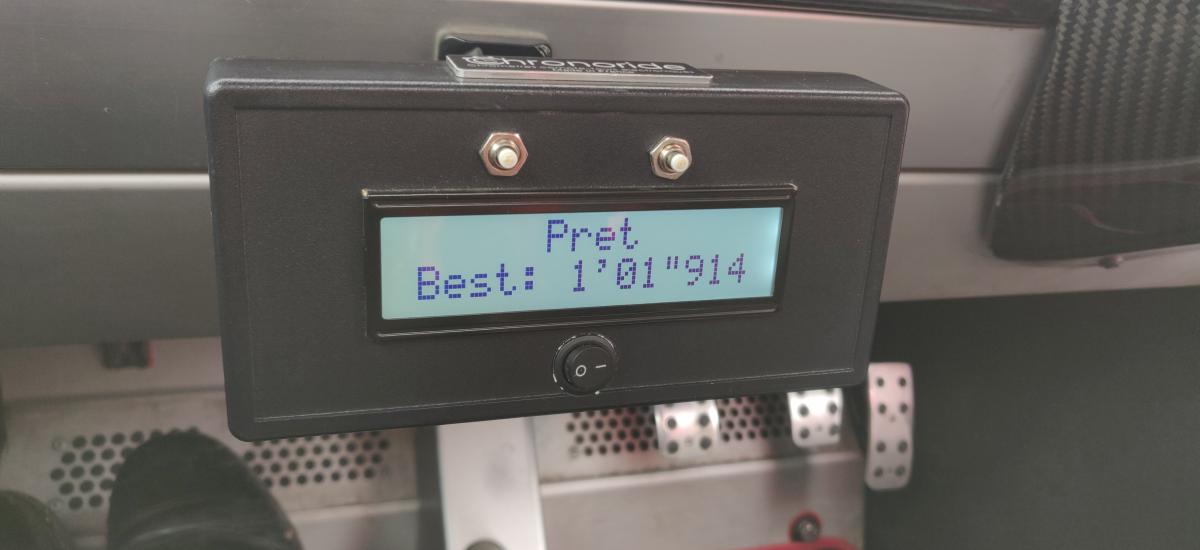 Chronoride
Pret
Best: 1'01"914
O –